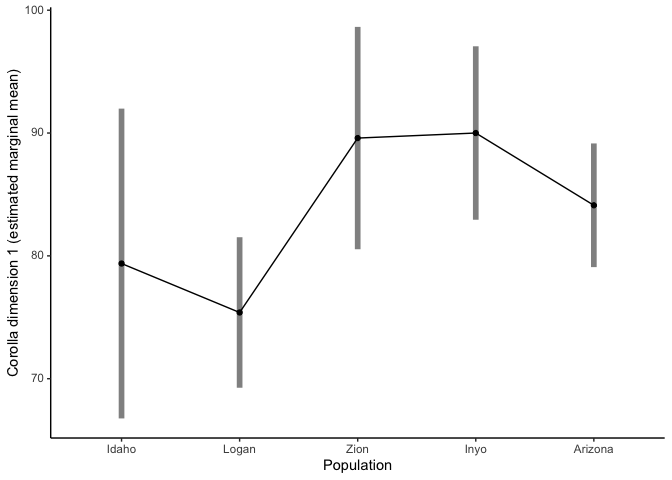 Corolla dimension 1 (estimated marginal mean)
100
90
80
70
Idaho
Logan
Zion
Inyo
Arizona
Population